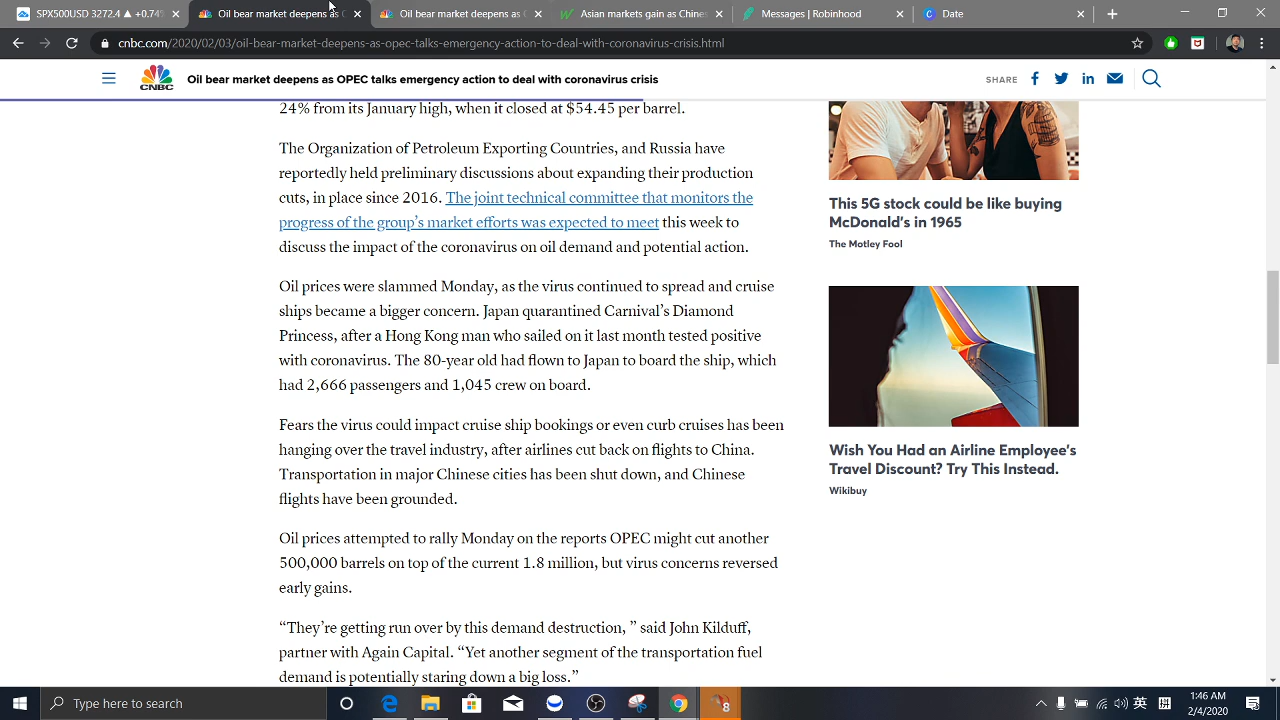 SPX500USD 3272.4 ▲ +0.74%
Oil bear market deepens as O
Asian markets gain as Chines
Messages | Robinhood
Date
cnbc.com/2020/02/03/oil-bear-market-deepens-as-opec-talks-emergency-action-to-deal-with-coronavirus-crisis.html
CNBC
Oil bear market deepens as OPEC talks emergency action to deal with coronavirus crisis
SHARE
24% from its January high, when it closed at $54.45 per barrel.
The Organization of Petroleum Exporting Countries, and Russia have
reportedly held preliminary discussions about expanding their production
cuts, in place since 2016. The joint technical committee that monitors the
progress of the group's market efforts was expected to meet this week to
discuss the impact of the coronavirus on oil demand and potential action.
Oil prices were slammed Monday, as the virus continued to spread and cruise
ships became a bigger concern. Japan quarantined Carnival's Diamond
Princess, after a Hong Kong man who sailed on it last month tested positive
with coronavirus. The 80-year old had flown to Japan to board the ship, which
had 2,666 passengers and 1,045 crew on board.
Fears the virus could impact cruise ship bookings or even curb cruises has been
hanging over the travel industry, after airlines cut back on flights to China.
Transportation in major Chinese cities has been shut down, and Chinese
flights have been grounded.
Oil prices attempted to rally Monday on the reports OPEC might cut another
500,000 barrels on top of the current 1.8 million, but virus concerns reversed
early gains.
“They're getting run over by this demand destruction, ” said John Kilduff,
partner with Again Capital. “Yet another segment of the transportation fuel
demand is potentially staring down a big loss.”
This 5G stock could be like buying
McDonald's in 1965
The Motley Fool
Wish You Had an Airline Employee's
Travel Discount? Try This Instead.
Wikibuy
Type here to search
英
拼
1:46 AM
2/4/2020